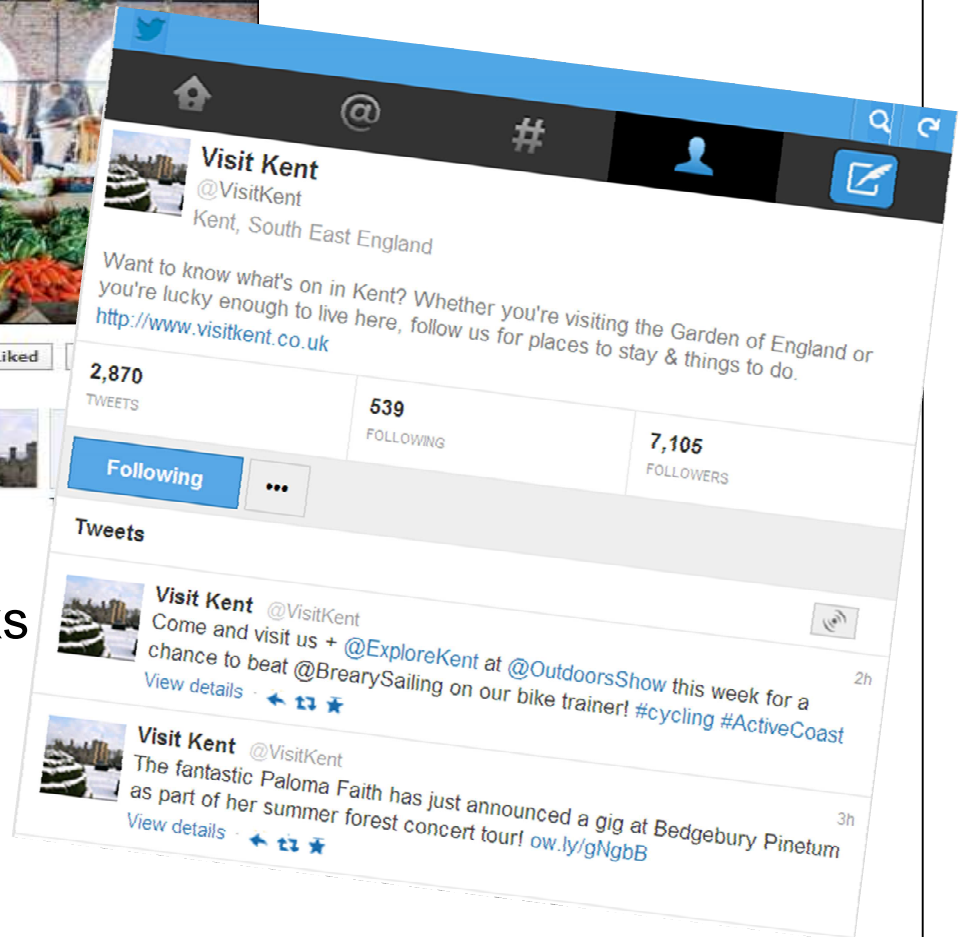 @
#
Visit Kent
@VisitKent
Kent, South East England
Want to know what's on in Kent? Whether you're visiting the Garden of England or
you're lucky enough to live here, follow us for places to stay & things to do.
http://www.visitkent.co.uk
2,870
TWEETS
539
FOLLOWING
7,105
FOLLOWERS
iked
Following
•••
Tweets
Visit Kent @VisitKent
2h
Come and visit us + @ExploreKent at @OutdoorsShow this week for a
chance to beat @BrearySailing on our bike trainer! #cycling #ActiveCoast
View details
Visit Kent @VisitKent
3h
The fantastic Paloma Faith has just announced a gig at Bedgebury Pinetum
as part of her summer forest concert tour! ow.ly/gNgbB
View details